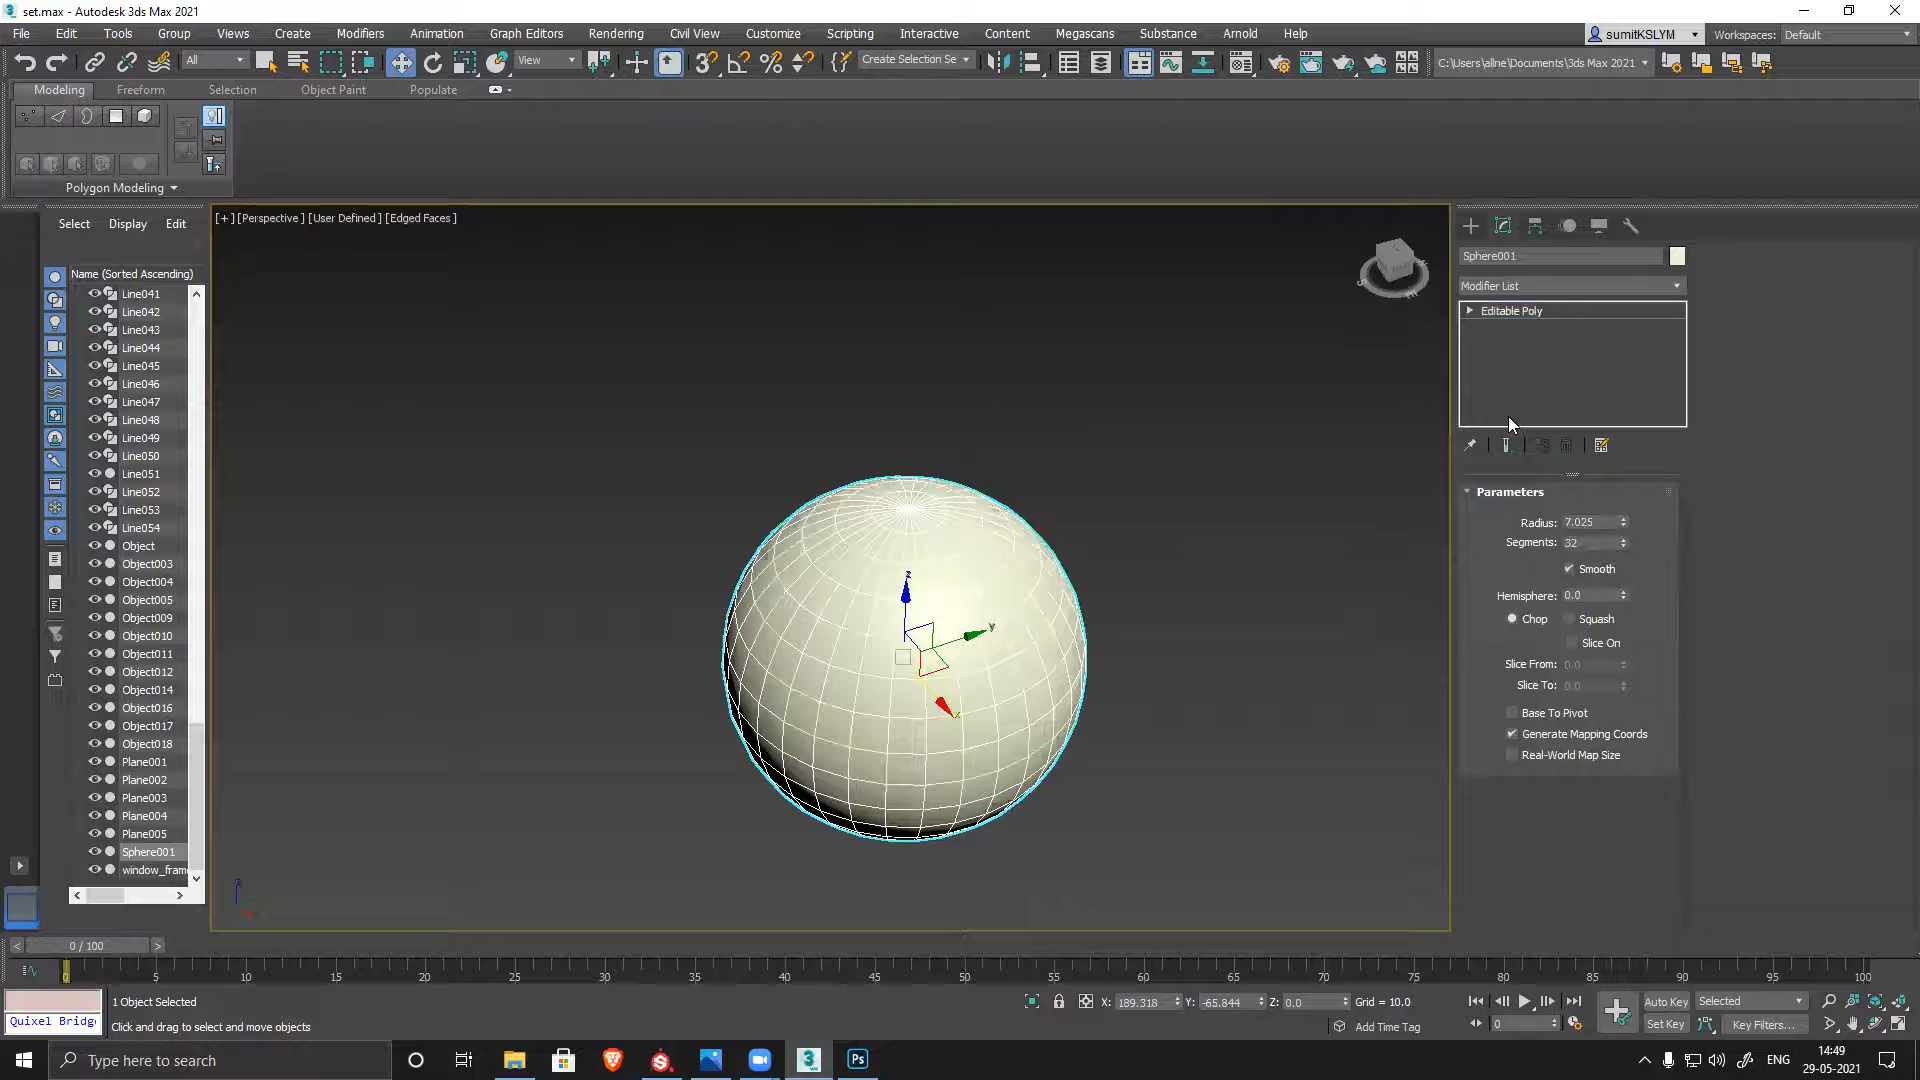 set.max - Autodesk 3ds Max 2021
File Edit Tools Group Views Create Modifiers Animation Graph Editors Rendering Civil View Customize Scripting Interactive Content Megascans Substance Arnold Help
sumitKSLYM Workspaces: Default
All View Create Selection Se C:\Users\allne\Documents\3ds Max 2021
Modeling Freeform Selection Object Paint Populate
Polygon Modeling
Select Display Edit
[+] [Perspective] [User Defined] [Edged Faces]
Name (Sorted Ascending)
Line041
Line042
Line043
Line044
Line045
Line046
Line047
Line048
Line049
Line050
Line051
Line052
Line053
Line054
Object
Object003
Object004
Object005
Object009
Object010
Object011
Object012
Object014
Object016
Object017
Object018
Plane001
Plane002
Plane003
Plane004
Plane005
Sphere001
window_fram
z
y
x
Sphere001
Modifier List
Editable Poly
Parameters
Radius: 7.025
Segments: 32
Smooth
Hemisphere: 0.0
Chop Squash
Slice On
Slice From: 0.0
Slice To: 0.0
Base To Pivot
Generate Mapping Coords
Real-World Map Size
< 0 / 100 >
0 5 10 15 20 25 30 35 40 45 50 55 60 65 70 75 80 85 90 95 100
1 Object Selected
X: 189.318 Y: -65.844 Z: 0.0 Grid = 10.0
Auto Key Selected
Quixel Bridg
Click and drag to select and move objects
Add Time Tag
0
Set Key Key Filters...
Type here to search
Ps
ENG
14:49
29-05-2021